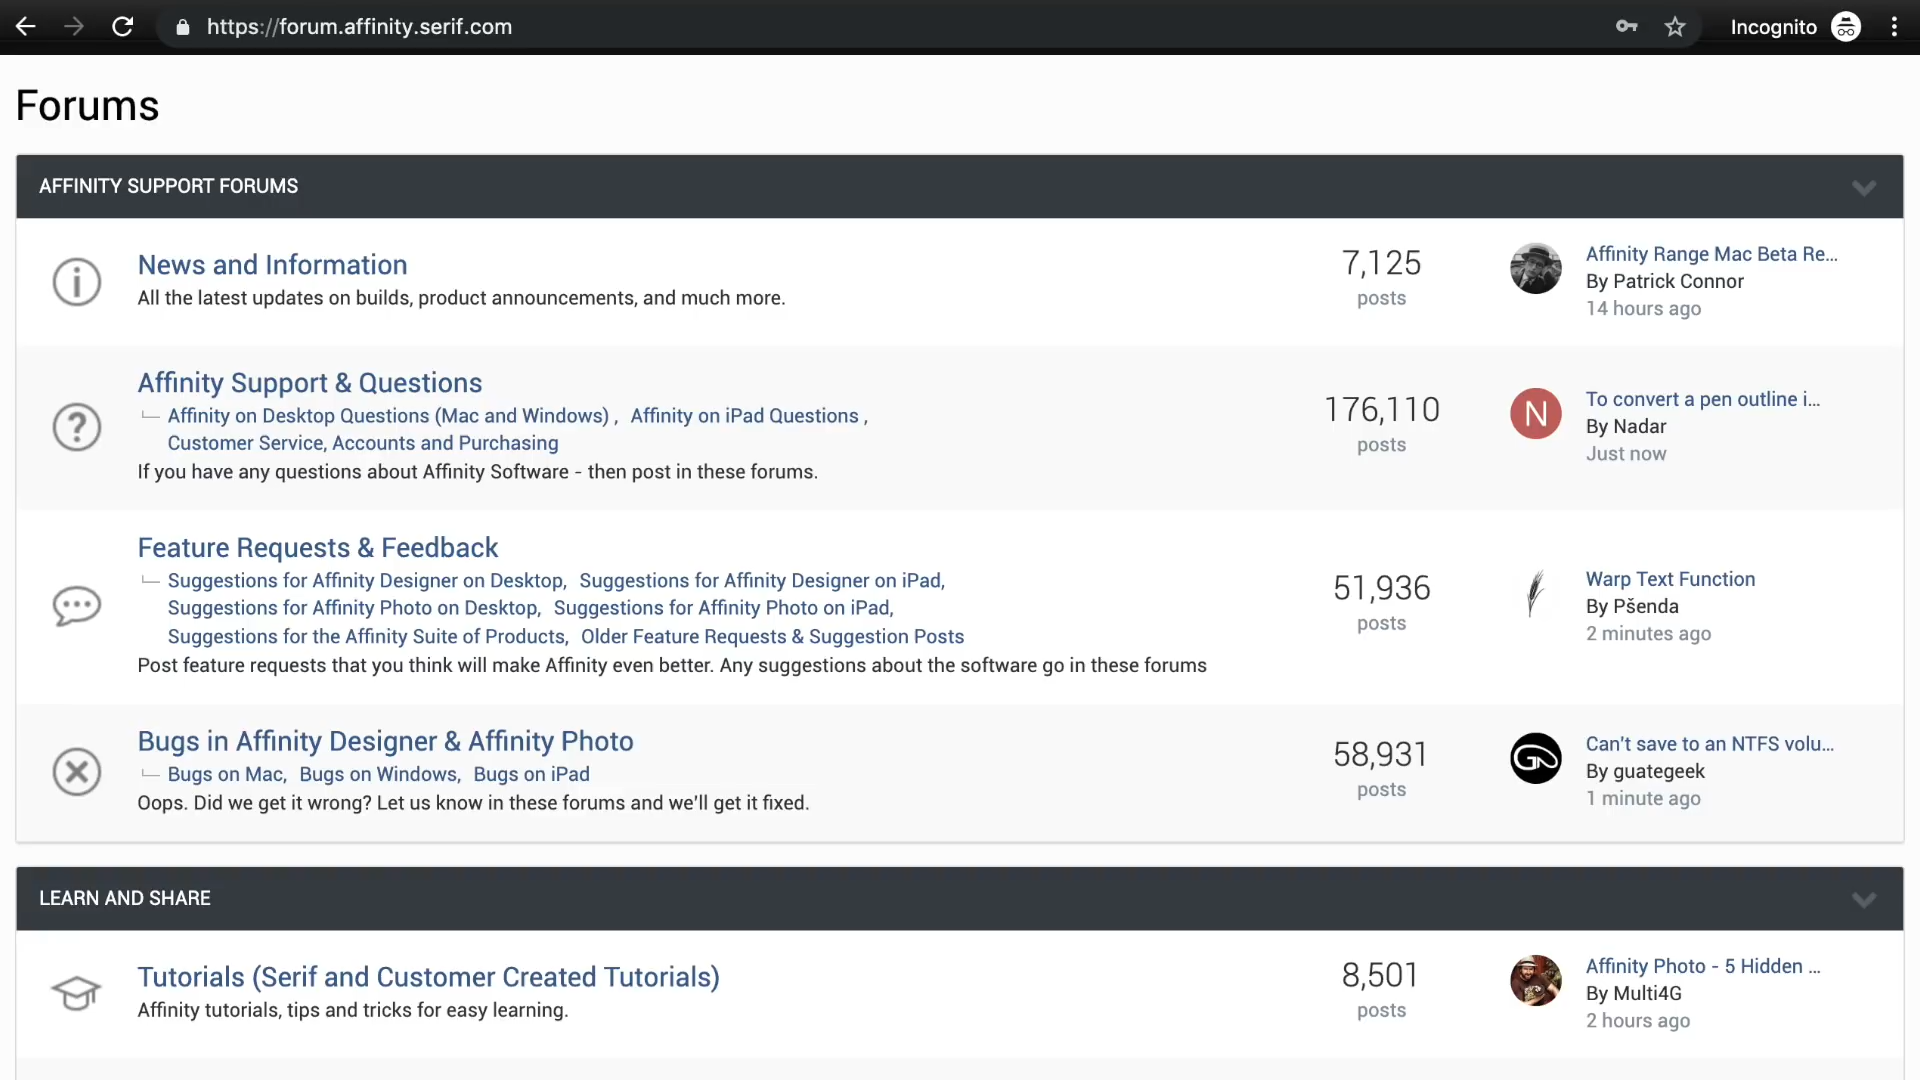 https://forum.affinity.serif.com
Incognito
Forums
AFFINITY SUPPORT FORUMS
News and Information
All the latest updates on builds, product announcements, and much more.
7,125
posts
Affinity Range Mac Beta Re...
By Patrick Connor
14 hours ago
Affinity Support & Questions
Affinity on Desktop Questions (Mac and Windows) , Affinity on iPad Questions ,
Customer Service, Accounts and Purchasing
If you have any questions about Affinity Software - then post in these forums.
176,110
posts
N
To convert a pen outline i...
By Nadar
Just now
Feature Requests & Feedback
Suggestions for Affinity Designer on Desktop, Suggestions for Affinity Designer on iPad,
Suggestions for Affinity Photo on Desktop, Suggestions for Affinity Photo on iPad,
Suggestions for the Affinity Suite of Products, Older Feature Requests & Suggestion Posts
Post feature requests that you think will make Affinity even better. Any suggestions about the software go in these forums
51,936
posts
Warp Text Function
By Pšenda
2 minutes ago
Bugs in Affinity Designer & Affinity Photo
Bugs on Mac, Bugs on Windows, Bugs on iPad
Oops. Did we get it wrong? Let us know in these forums and we'll get it fixed.
58,931
posts
Can't save to an NTFS volu...
By guategeek
1 minute ago
LEARN AND SHARE
Tutorials (Serif and Customer Created Tutorials)
Affinity tutorials, tips and tricks for easy learning.
8,501
posts
Affinity Photo - 5 Hidden ...
By Multi4G
2 hours ago